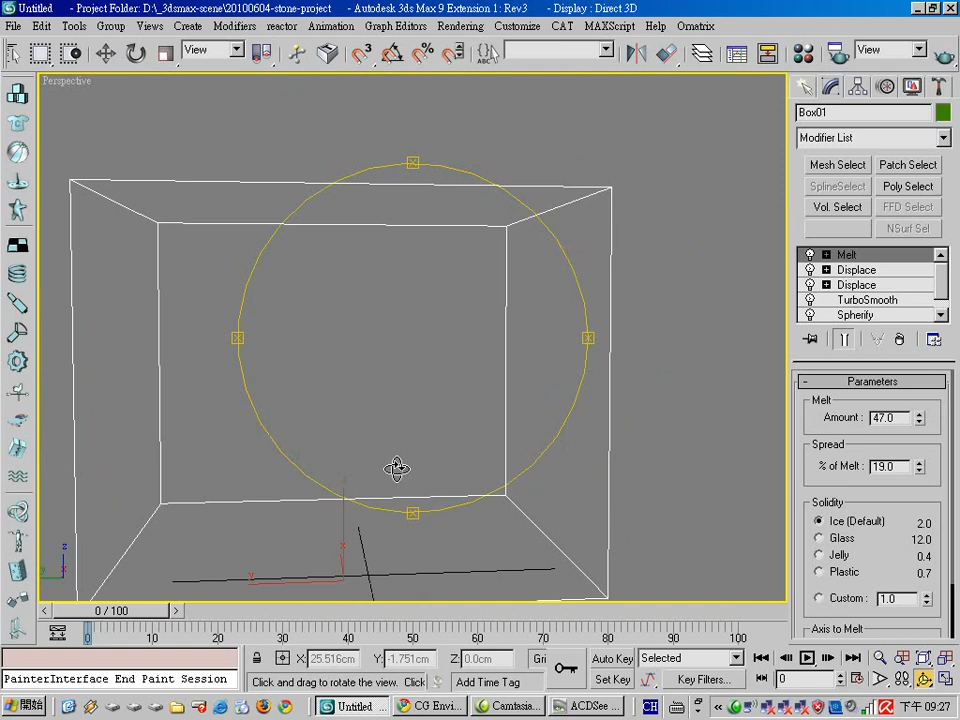 Untitled - Project Folder: D:\_3dsmax-scene\20100604-stone-project - Autodesk 3ds Max 9 Extension 1: Rev3 - Display : Direct 3D
File Edit Tools Group Views Create Modifiers reactor Animation Graph Editors Rendering Customize CAT MAXScript Help Omatrix
View
View
Perspective
Box01
Modifier List
Mesh Select Patch Select
SplineSelect Poly Select
Vol. Select FFD Select
NSurf Sel
Melt
Displace
Displace
TurboSmooth
Spherify
- Parameters
Melt
Amount : 47.0
Spread
% of Melt : 19.0
Solidity
Ice (Default) 2.0
Glass 12.0
Jelly 0.4
Plastic 0.7
Custom : 1.0
Axis to Melt
0 / 100
0 10 20 30 40 50 60 70 80 90 100
X: 25.516cm Y: -1.751cm Z: 0.0cm Gri
Auto Key Selected
PainterInterface End Paint Session
Click and drag to rotate the view. Click
Add Time Tag
Set Key Key Filters...
0
開始
Untitled ...
CG Envi...
Camtasia...
ACDSee ...
CH
下午 09:27